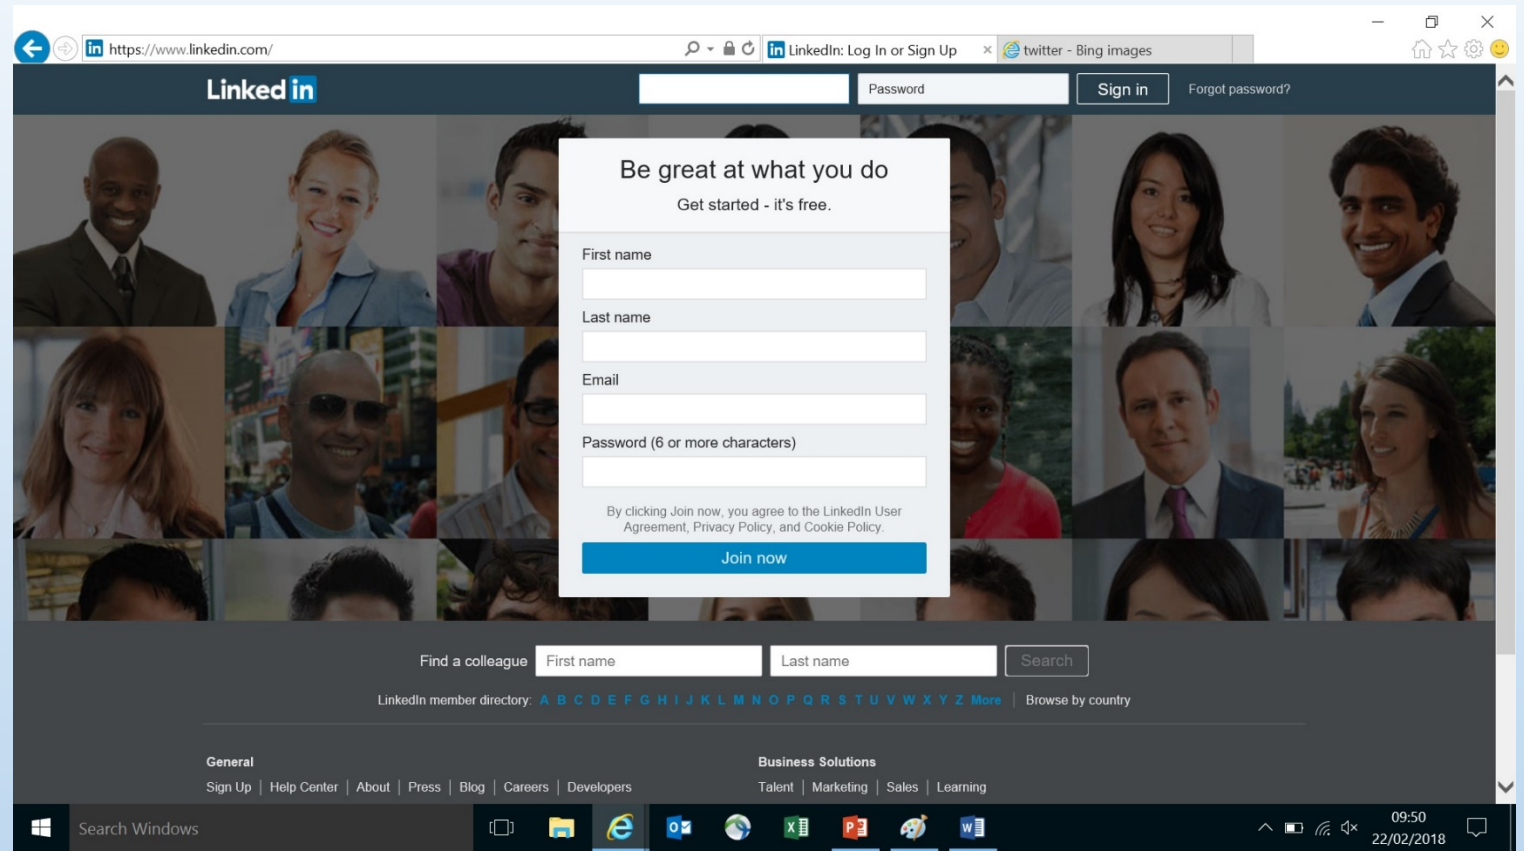 https://www.linkedin.com/
LinkedIn: Log In or Sign Up
twitter - Bing images
Linked in
Password
Sign in
Forgot password?
Be great at what you do
Get started - it's free.
First name
Last name
Email
Password (6 or more characters)
By clicking Join now, you agree to the LinkedIn User
Agreement, Privacy Policy, and Cookie Policy.
Join now
Find a colleague First name Last name Search
LinkedIn member directory: A B C D E F G H I J K L M N O P Q R S T U V W X Y Z More | Browse by country
General
Sign Up | Help Center | About | Press | Blog | Careers | Developers
Business Solutions
Talent | Marketing | Sales | Learning
Search Windows
09:50
22/02/2018